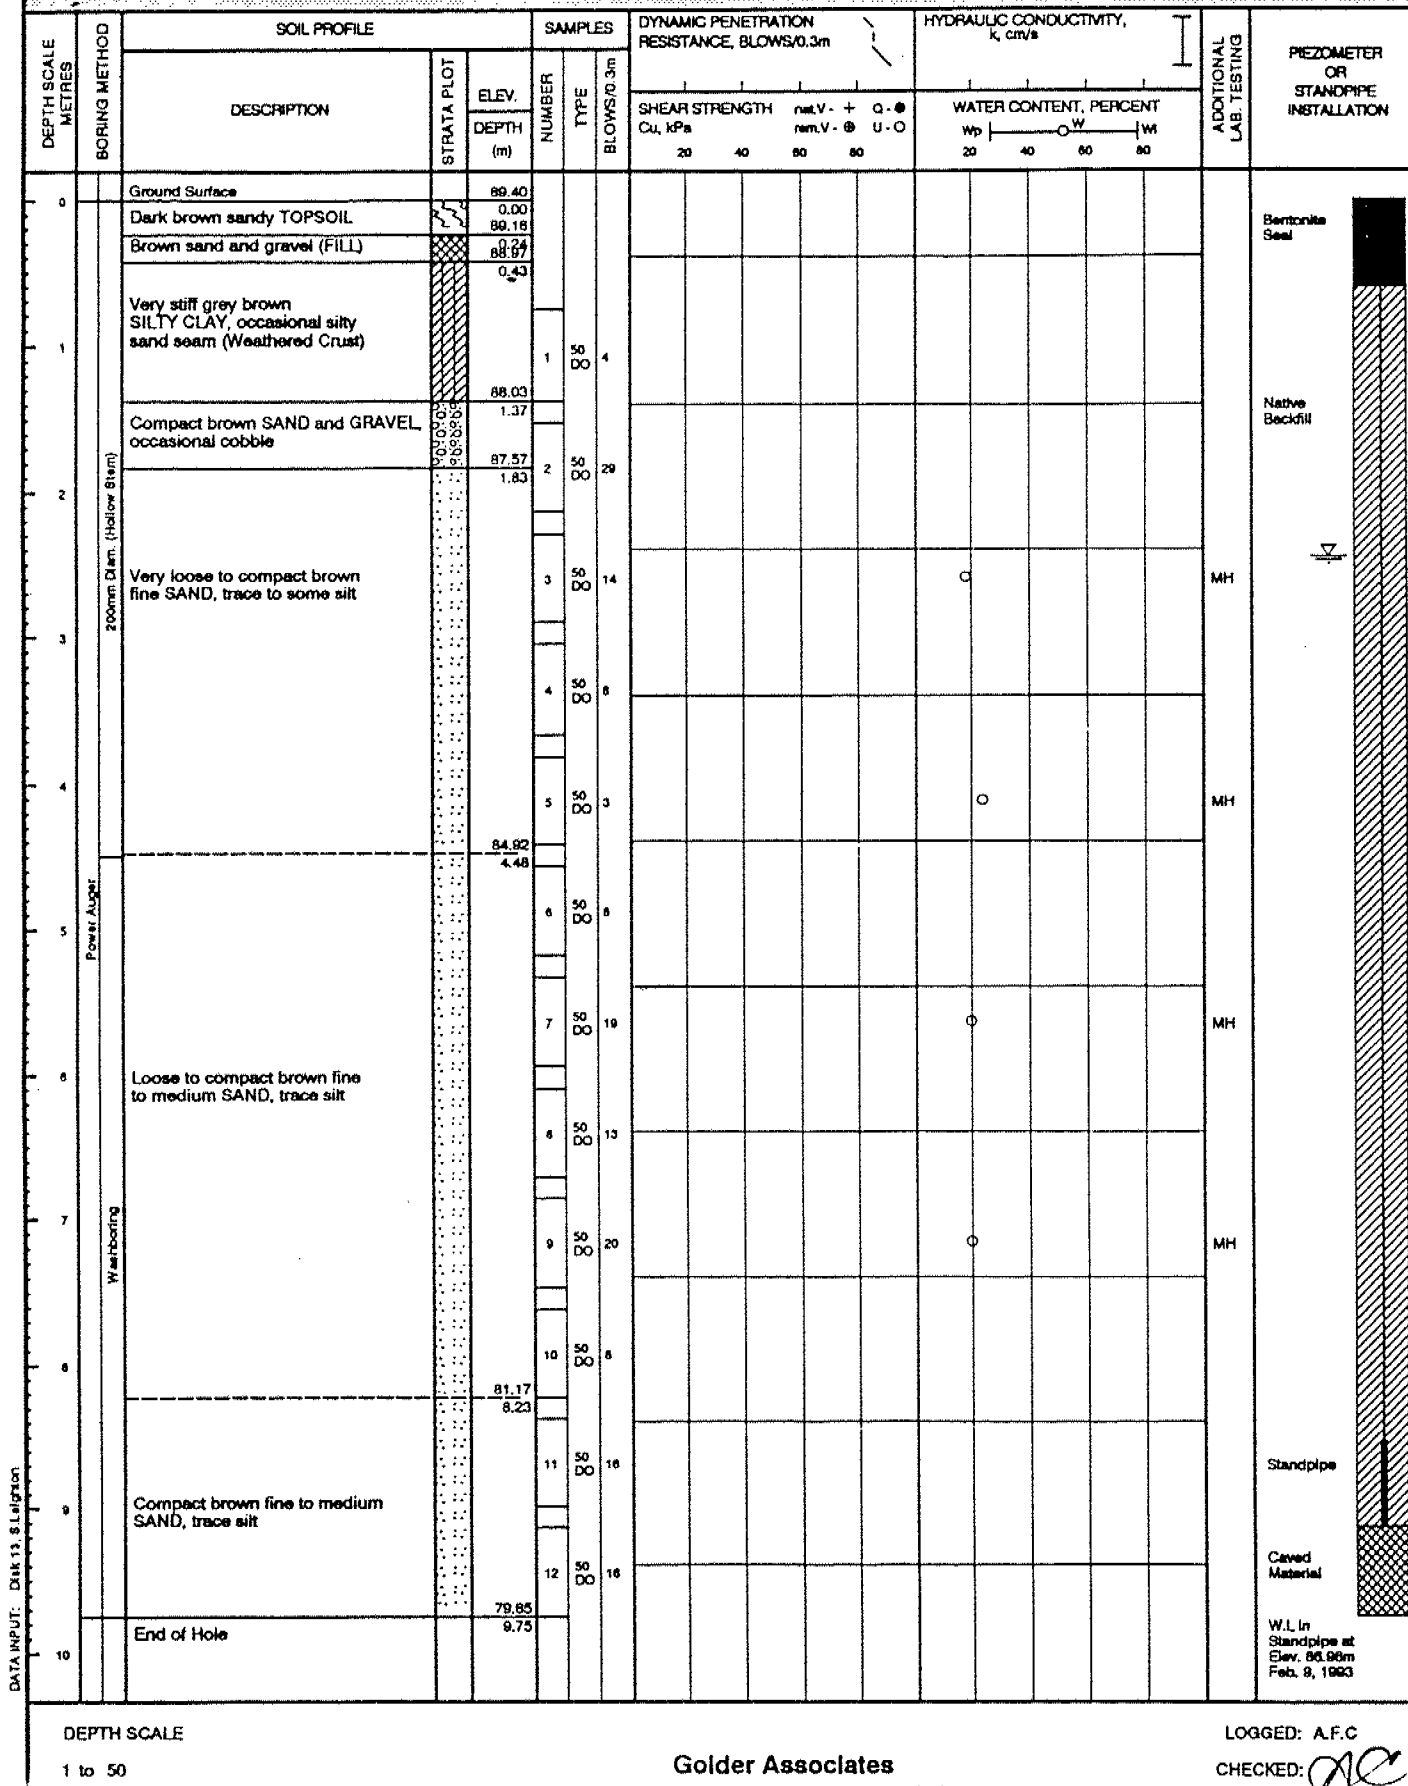 DEPTH SCALE
METRES
BORING METHOD
SOIL PROFILE
DESCRIPTION
STRATA PLOT
ELEV.
DEPTH
(m)
SAMPLES
NUMBER
TYPE
BLOWS/0.3m
DYNAMIC PENETRATION
RESISTANCE, BLOWS/0.3m
SHEAR STRENGTH nat.V - + Q - ●
Cu, kPa rem.V - ⊕ U - O
20 40 60 80
HYDRAULIC CONDUCTIVITY,
k, cm/s
WATER CONTENT, PERCENT
Wp W Wl
20 40 60 80
ADDITIONAL
LAB. TESTING
PIEZOMETER
OR
STANDPIPE
INSTALLATION
0
Ground Surface 89.40
Dark brown sandy TOPSOIL 0.00
89.16
Brown sand and gravel (FILL) 0.24
88.97
0.43
Bentonite
Seal
Very stiff grey brown
SILTY CLAY, occasional silty
sand seam (Weathered Crust)
1
1 50 DO 4
88.03
1.37
Compact brown SAND and GRAVEL,
occasional cobble
Native
Backfill
87.57
1.83
2 50 DO 29
2
200mm Diam. (Hollow Stem)
Very loose to compact brown
fine SAND, trace to some silt
3 50 DO 14 MH
3
4 50 DO 6
4
5 50 DO 3 MH
84.92
4.48
Power Auger
6 50 DO 8
5
7 50 DO 19 MH
6
Loose to compact brown fine
to medium SAND, trace silt
8 50 DO 13
7
Washboring
9 50 DO 20 MH
10 50 DO 8
8
81.17
8.23
11 50 DO 16
Standpipe
9
Compact brown fine to medium
SAND, trace silt
12 50 DO 16
Caved
Material
79.65
9.75
End of Hole
10
W.L. in
Standpipe at
Elev. 86.98m
Feb. 9, 1993
DATA INPUT: Disk 13, S.Leighton
DEPTH SCALE
1 to 50
Golder Associates
LOGGED: A.F.C
CHECKED: